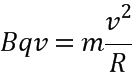 Bqv = m v²/R